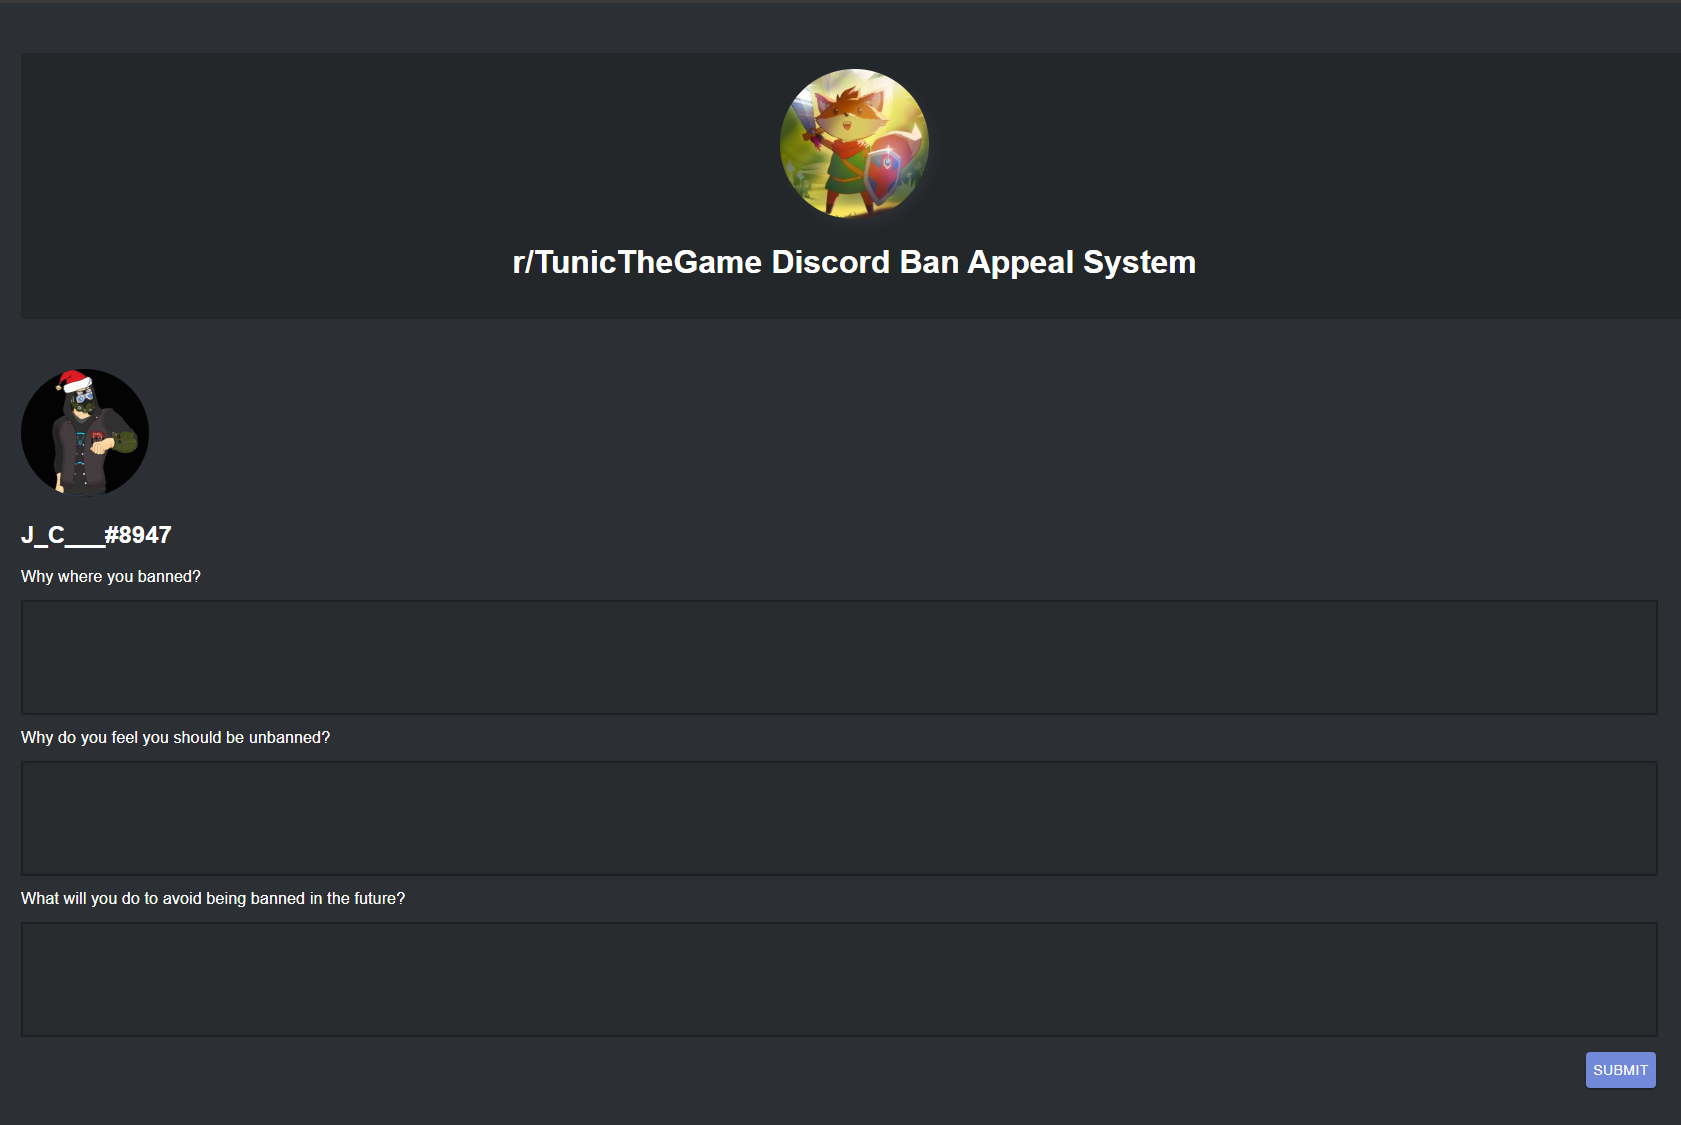 r/TunicTheGame Discord Ban Appeal System
J_C___#8947
Why where you banned?
Why do you feel you should be unbanned?
What will you do to avoid being banned in the future?
SUBMIT